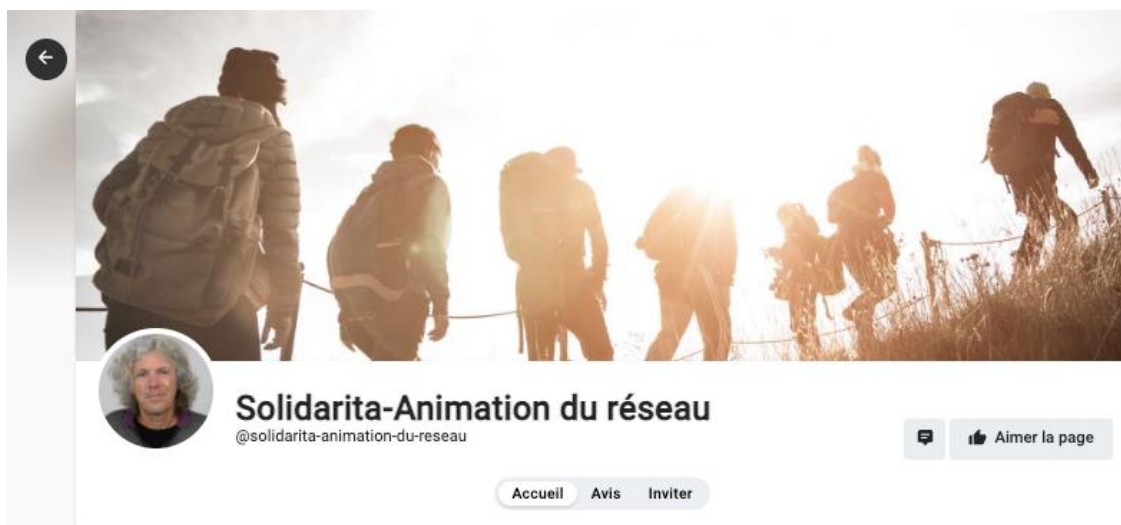 Solidarita-Animation du réseau
@solidarita-animation-du-reseau
Aimer la page
Accueil Avis Inviter